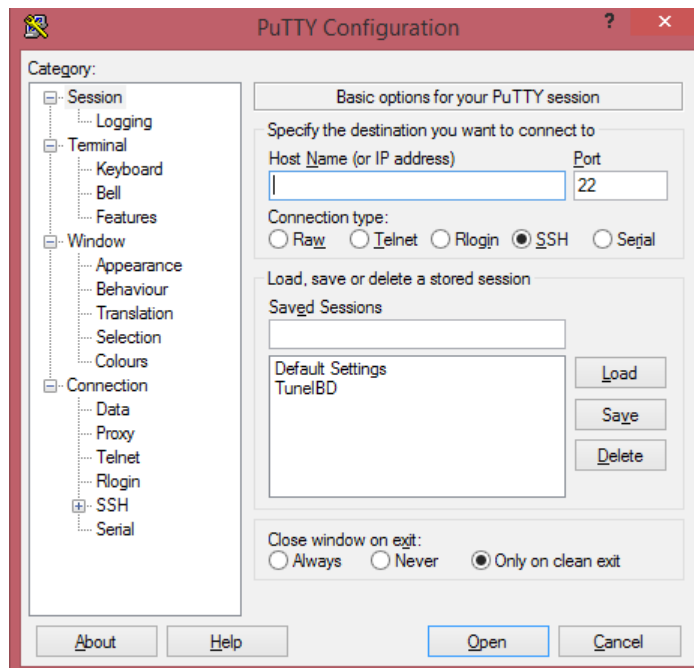 PuTTY Configuration
?
Category:
Session
Logging
Terminal
Keyboard
Bell
Features
Window
Appearance
Behaviour
Translation
Selection
Colours
Connection
Data
Proxy
Telnet
Rlogin
SSH
Serial
Basic options for your PuTTY session
Specify the destination you want to connect to
Host Name (or IP address) Port
22
Connection type:
Raw Telnet Rlogin SSH Serial
Load, save or delete a stored session
Saved Sessions
Default Settings
TunelBD
Load
Save
Delete
Close window on exit:
Always Never Only on clean exit
About Help Open Cancel